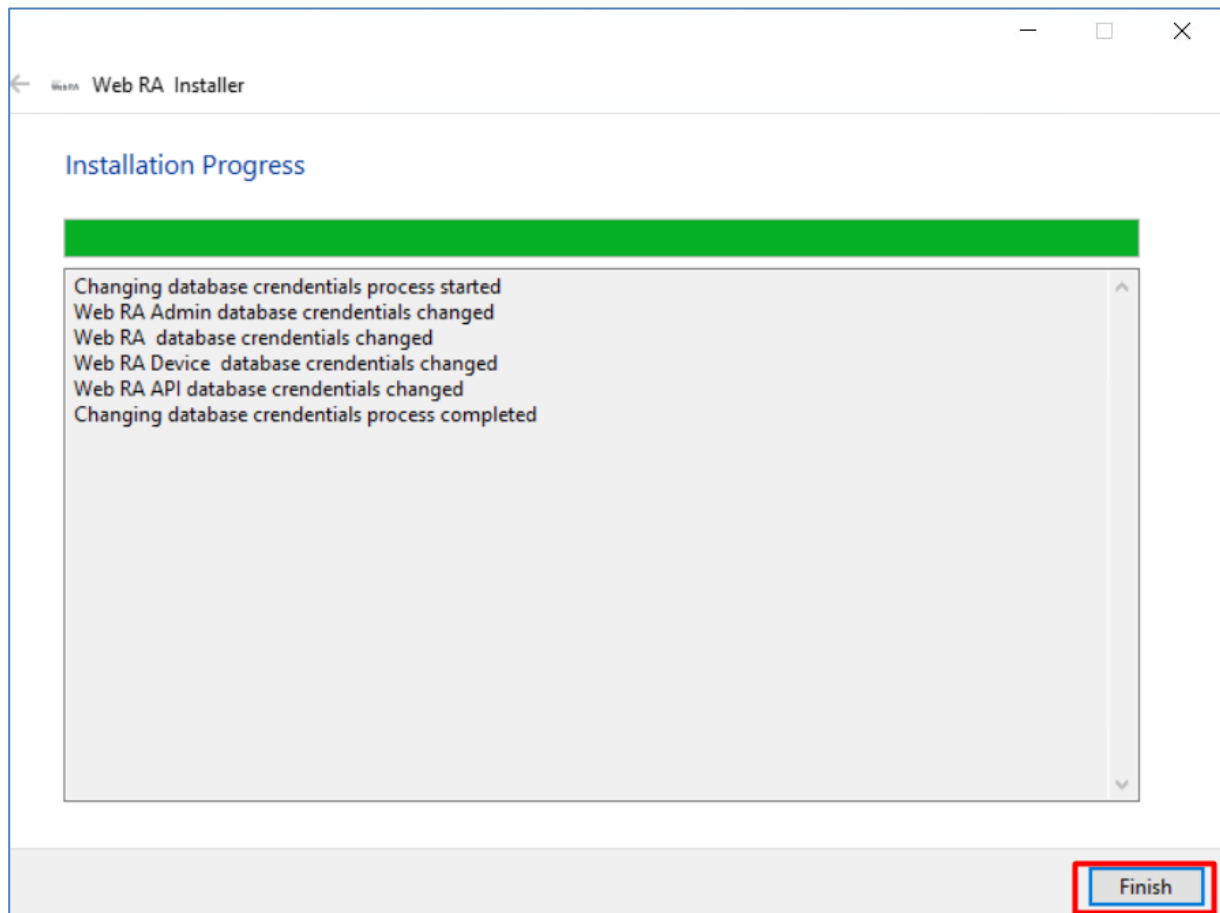 Web RA  Installer
Installation Progress
Changing database crendentials process started
Web RA Admin database crendentials changed
Web RA  database crendentials changed
Web RA Device  database crendentials changed
Web RA API database crendentials changed
Changing database crendentials process completed
Finish